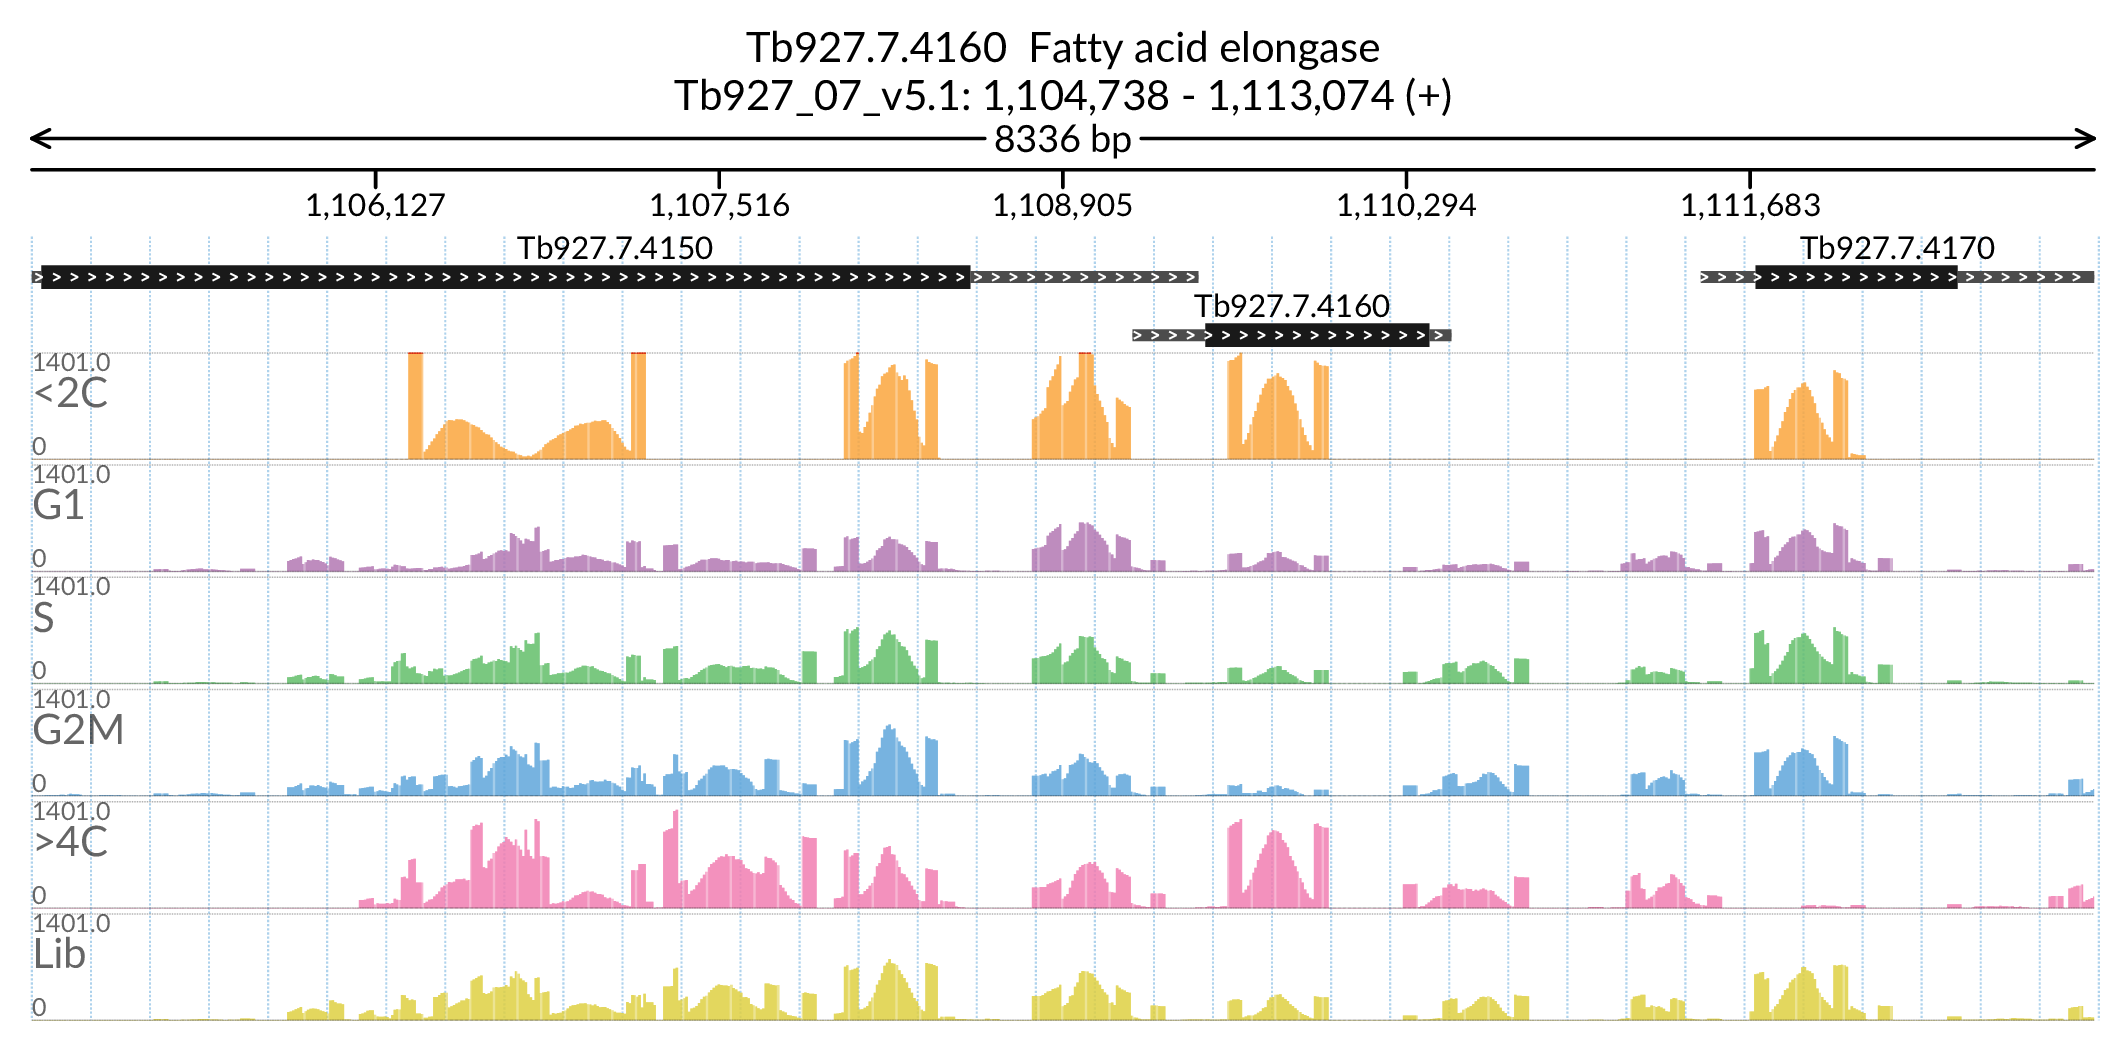 Tb927.7.4160  Fatty acid elongase
Tb927_07_v5.1: 1,104,738 - 1,113,074 (+)
8336 bp
1,106,127 1,107,516 1,108,905 1,110,294 1,111,683
Tb927.7.4150 Tb927.7.4170
Tb927.7.4160
1401.0
<2C
0
1401.0
G1
0
1401.0
S
0
1401.0
G2M
0
1401.0
>4C
0
1401.0
Lib
0